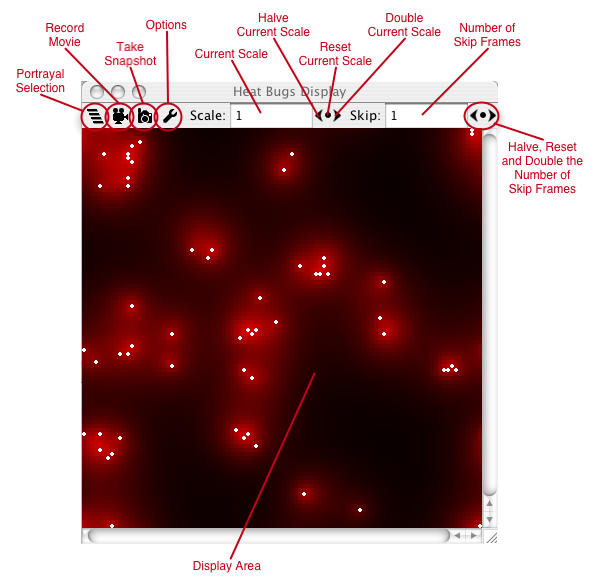 Halve
Current Scale
Double
Current Scale
Record
Movie
Options
Number of
Skip Frames
Take
Snapshot
Current Scale
Reset
Current Scale
Portrayal
Selection
Heat Bugs Display
Scale: 1
Skip: 1
Halve, Reset
and Double the
Number of
Skip Frames
Display Area